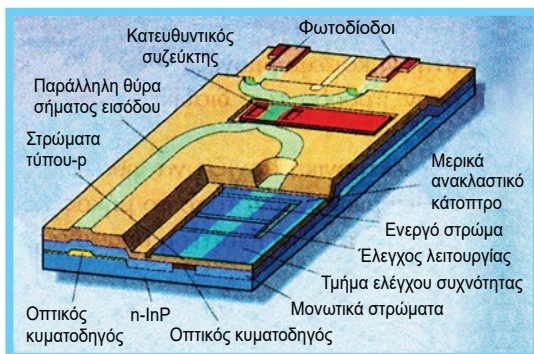 Κατευθυντικός
συζεύκτης
Φωτοδίοδοι
Παράλληλη θύρα
σήματος εισόδου
Στρώματα
τύπου-p
Μερικά
ανακλαστικό
κάτοπτρο
Ενεργό στρώμα
Έλεγχος λειτουργίας
Τμήμα ελέγχου συχνότητας
Μονωτικά στρώματα
Οπτικός
κυματοδηγός
n-InP
Οπτικός κυματοδηγός